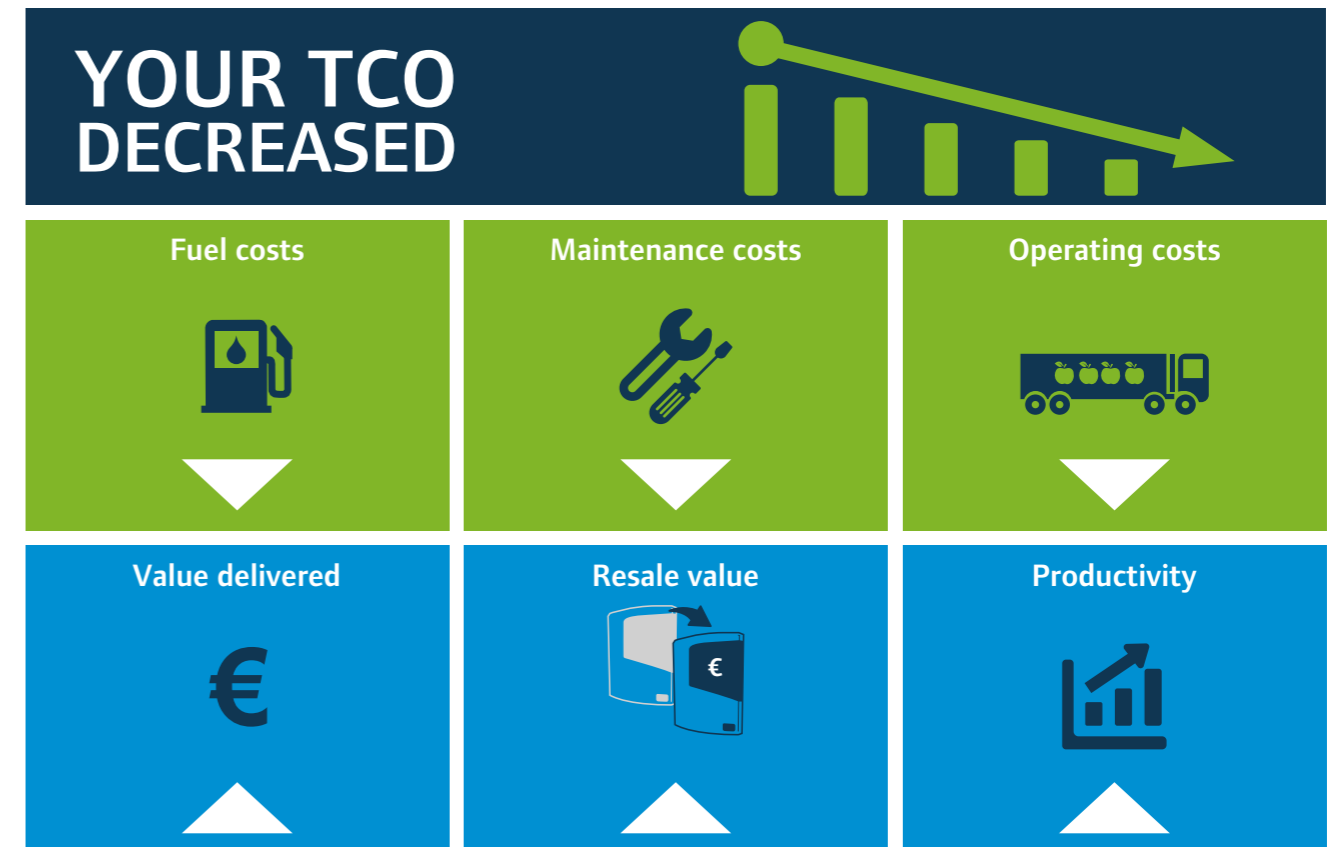 YOUR TCO
DECREASED
Fuel costs
Maintenance costs
Operating costs
Value delivered
Resale value
Productivity
€
€